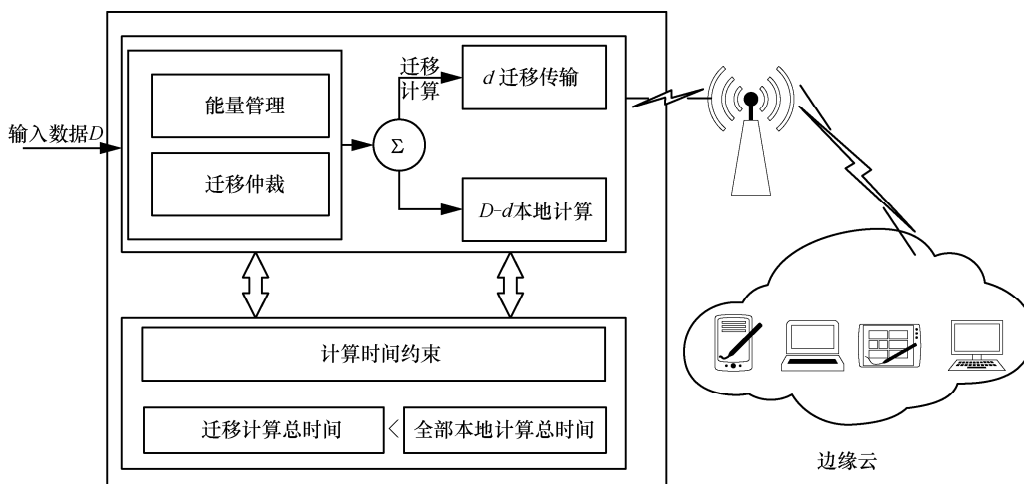 输入数据D
能量管理
迁移仲裁
Σ
迁移
计算
d 迁移传输
D-d本地计算
计算时间约束
迁移计算总时间
<
全部本地计算总时间
边缘云